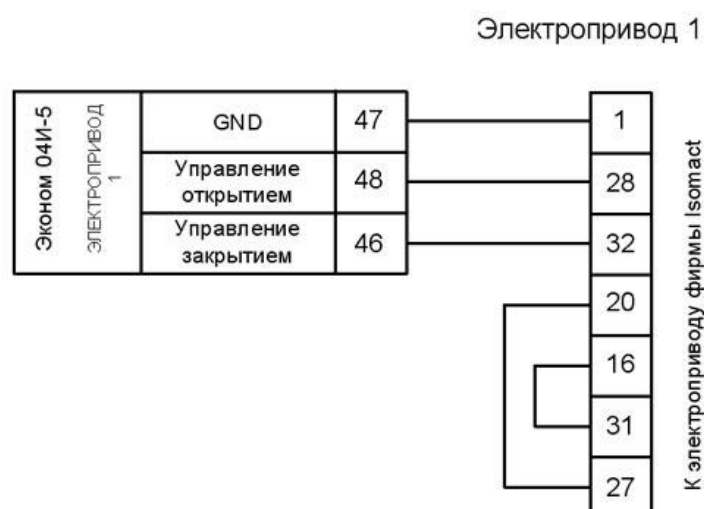 Электропривод 1
Эконом 04И-5
ЭЛЕКТРОПРИВОД
1
GND
47
1
Управление
открытием
48
28
Управление
закрытием
46
32
20
16
31
27
К электроприводу фирмы Isomact